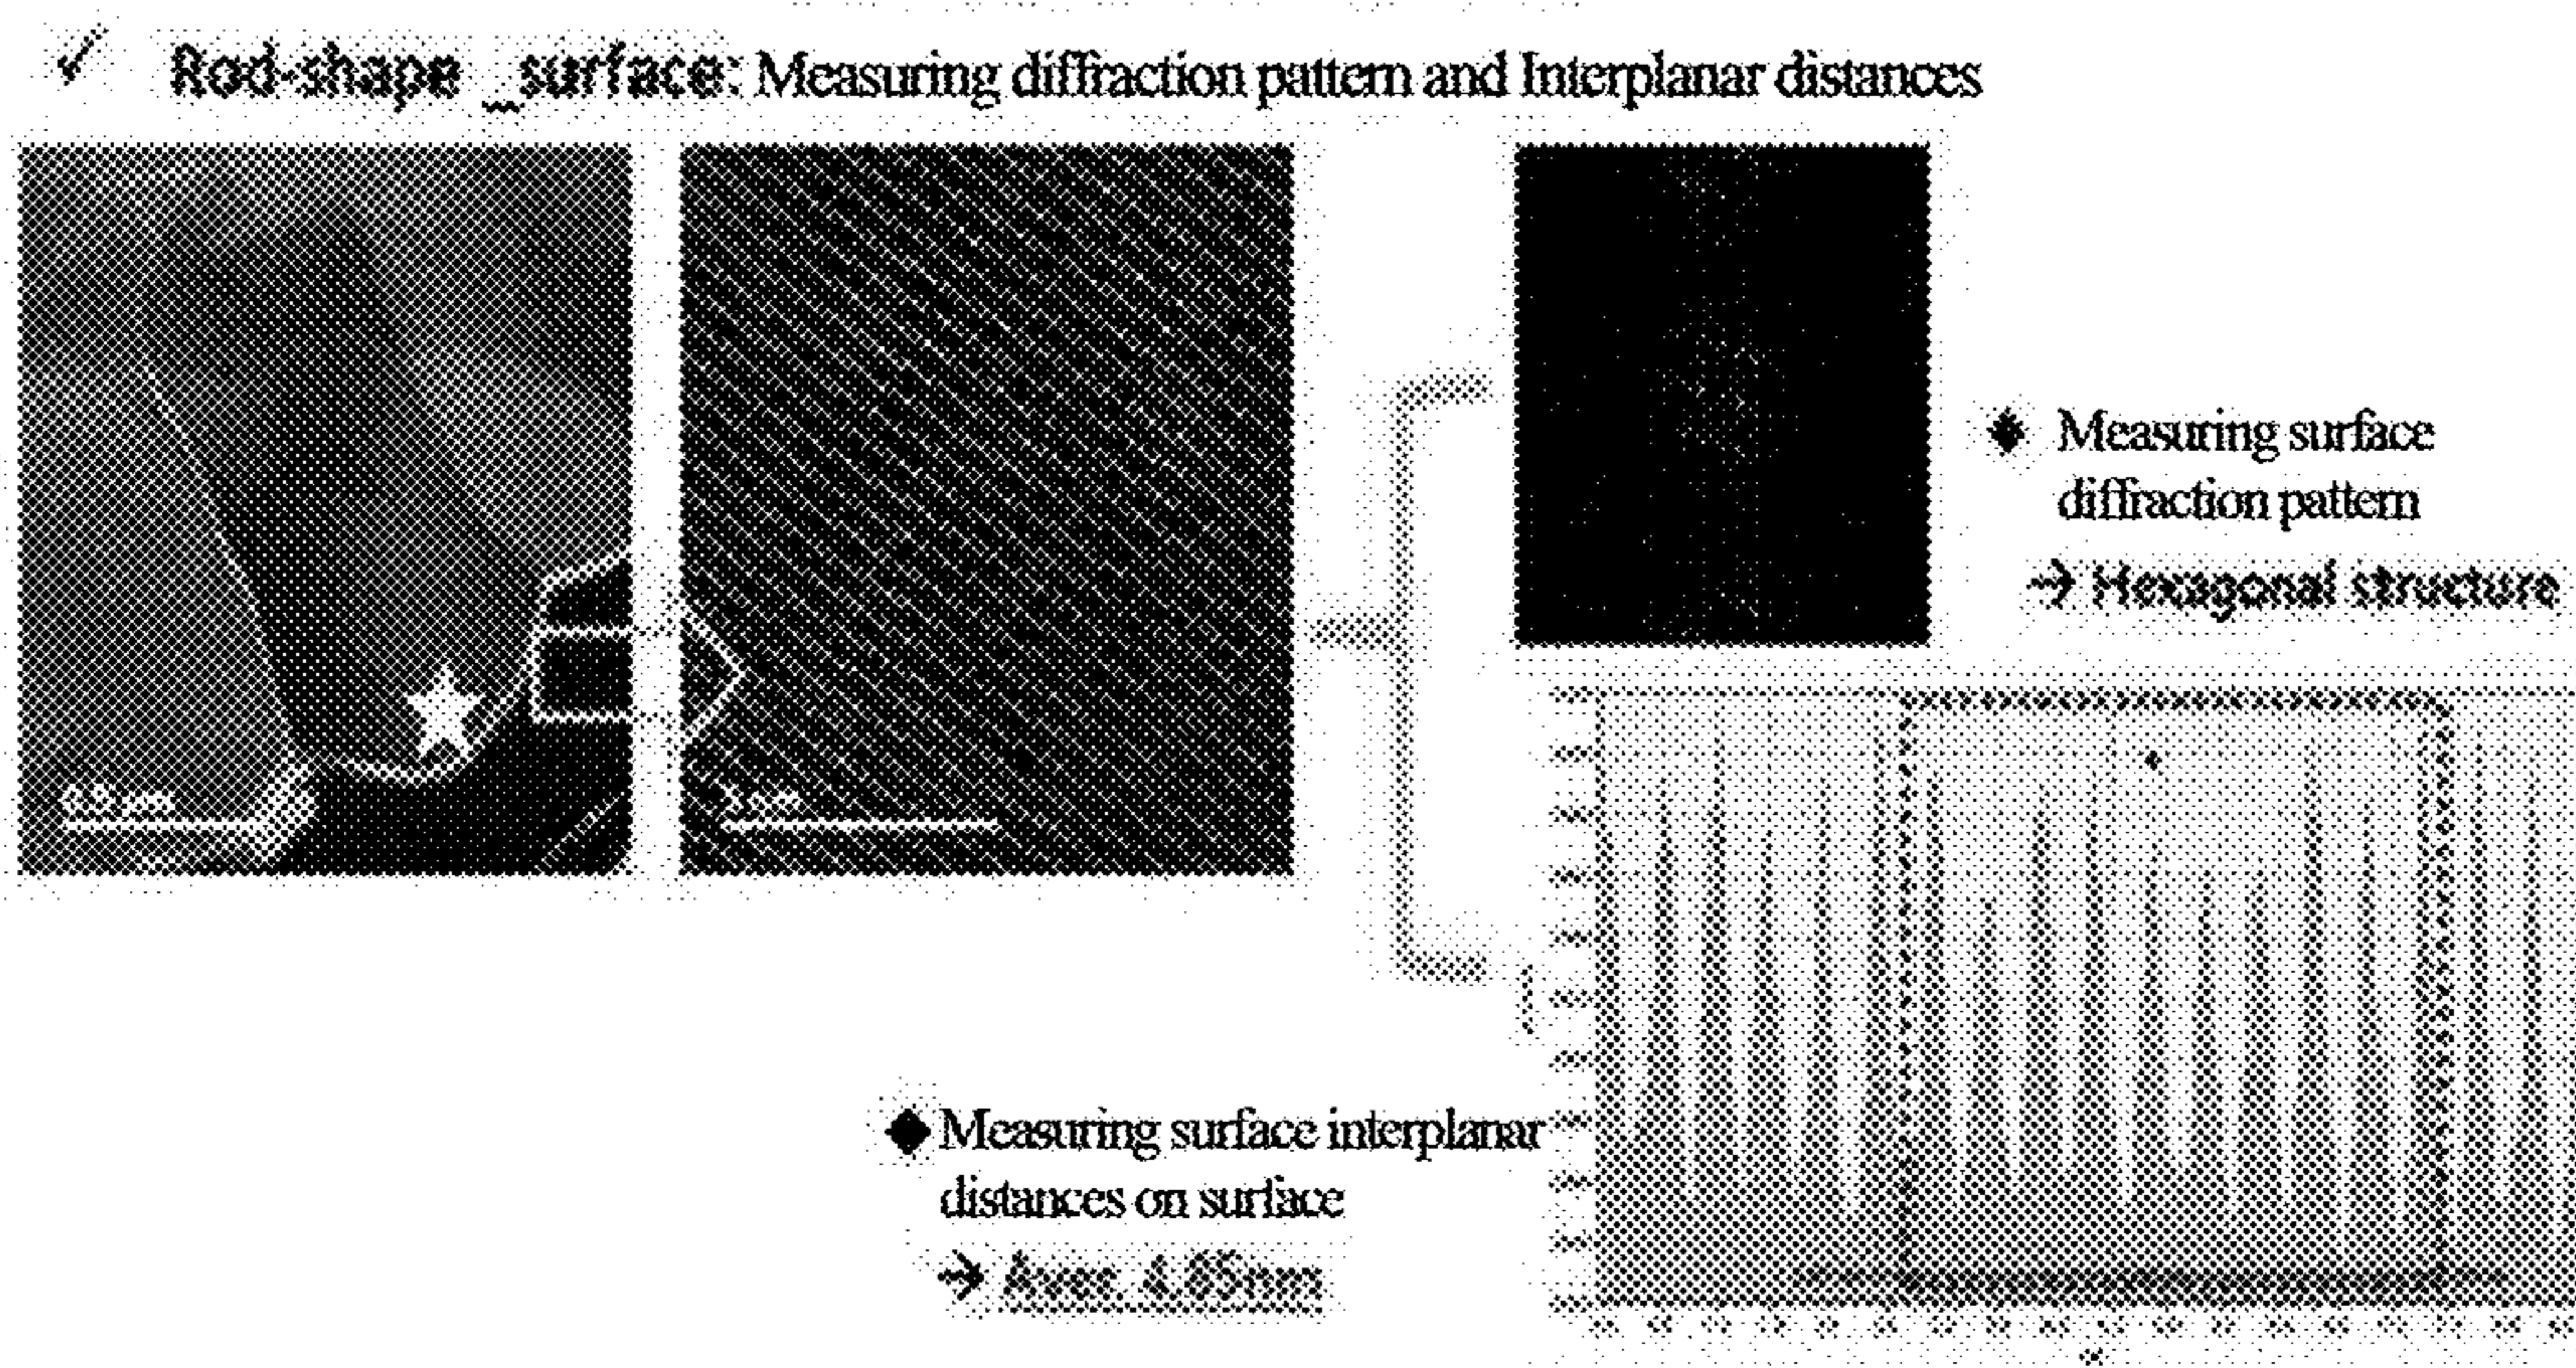 ✓ Rod-shape _surface: Measuring diffraction pattern and Interplanar distances
◆ Measuring surface
diffraction pattern
→ Hexagonal structure
◆ Measuring surface interplanar
distances on surface
→ Aver.